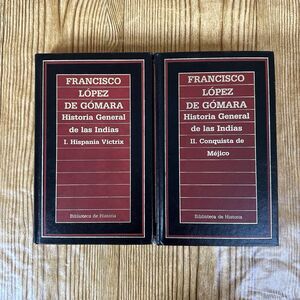 FRANCISCO
LÓPEZ
DE GÓMARA
Historia General
de las Indias
I. Hispania Victrix
Biblioteca de Historia
FRANCISCO
LÓPEZ
DE GÓMARA
Historia General
de las Indias
II. Conquista de
Méjico
Biblioteca de Historia